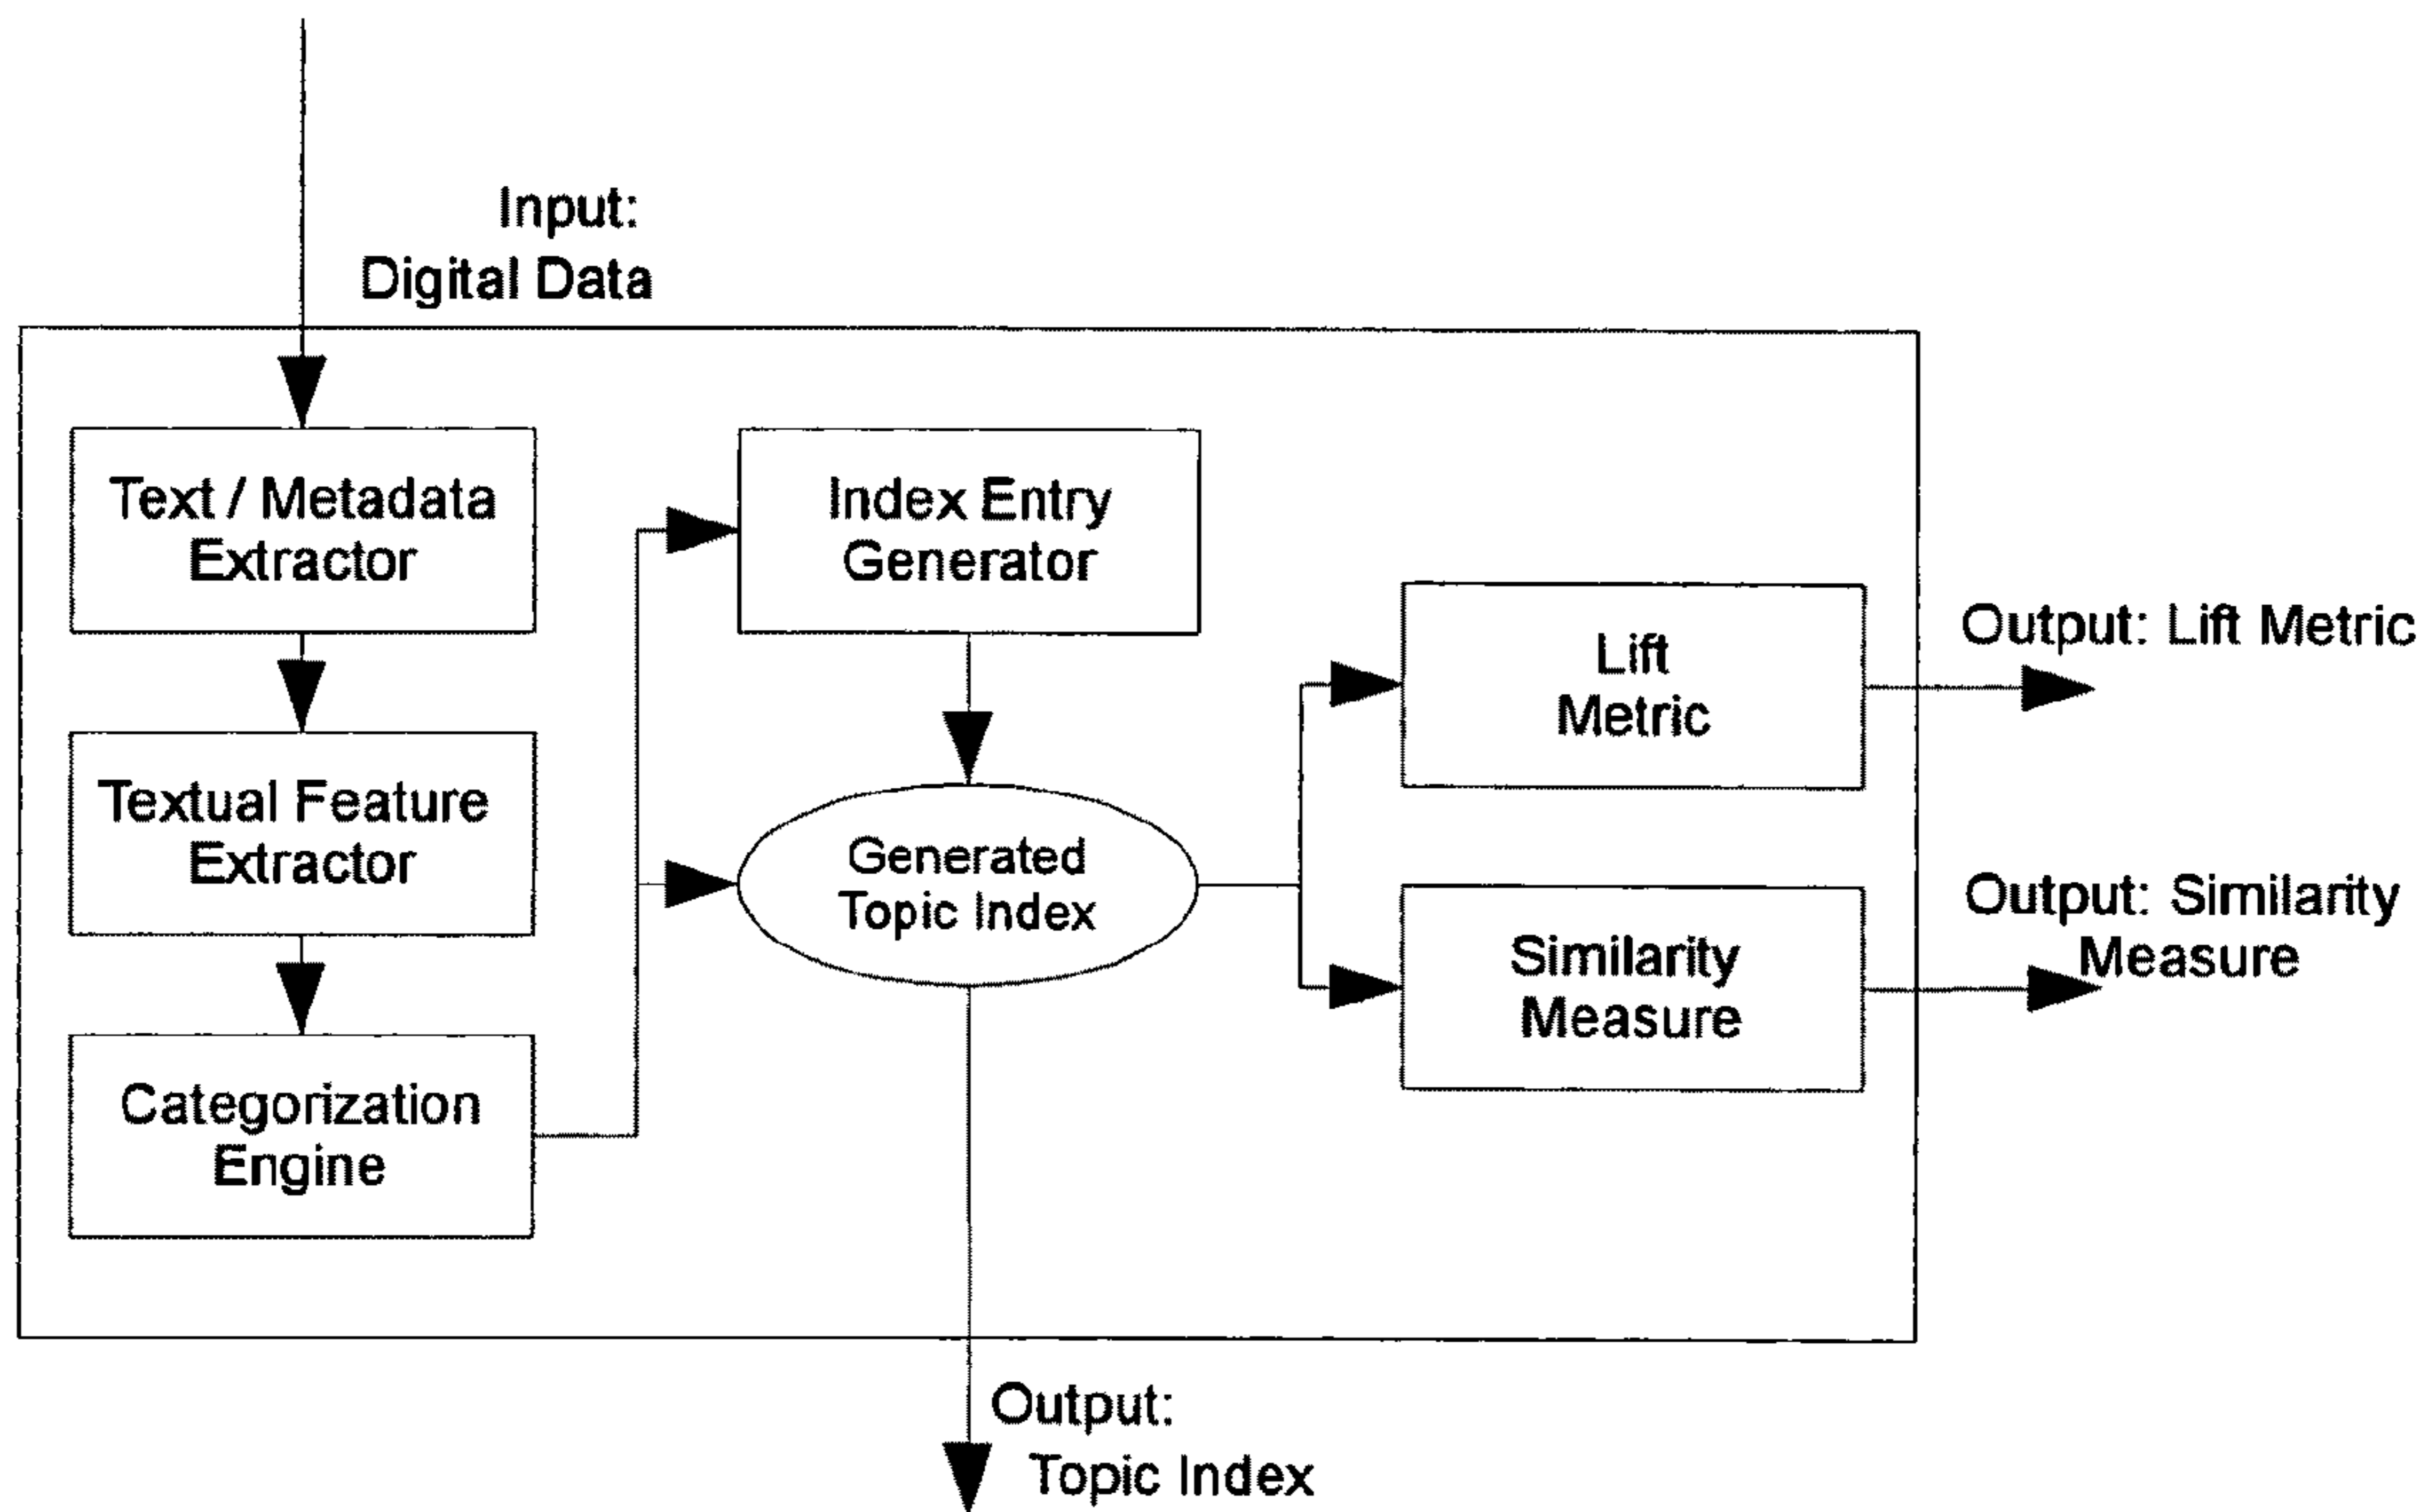 Input:
Digital Data
Text / Metadata
Extractor
Textual Feature
Extractor
Categorization
Engine
Index Entry
Generator
Generated
Topic Index
Lift
Metric
Similarity
Measure
Output: Lift Metric
Output: Similarity
Measure
Output:
Topic Index